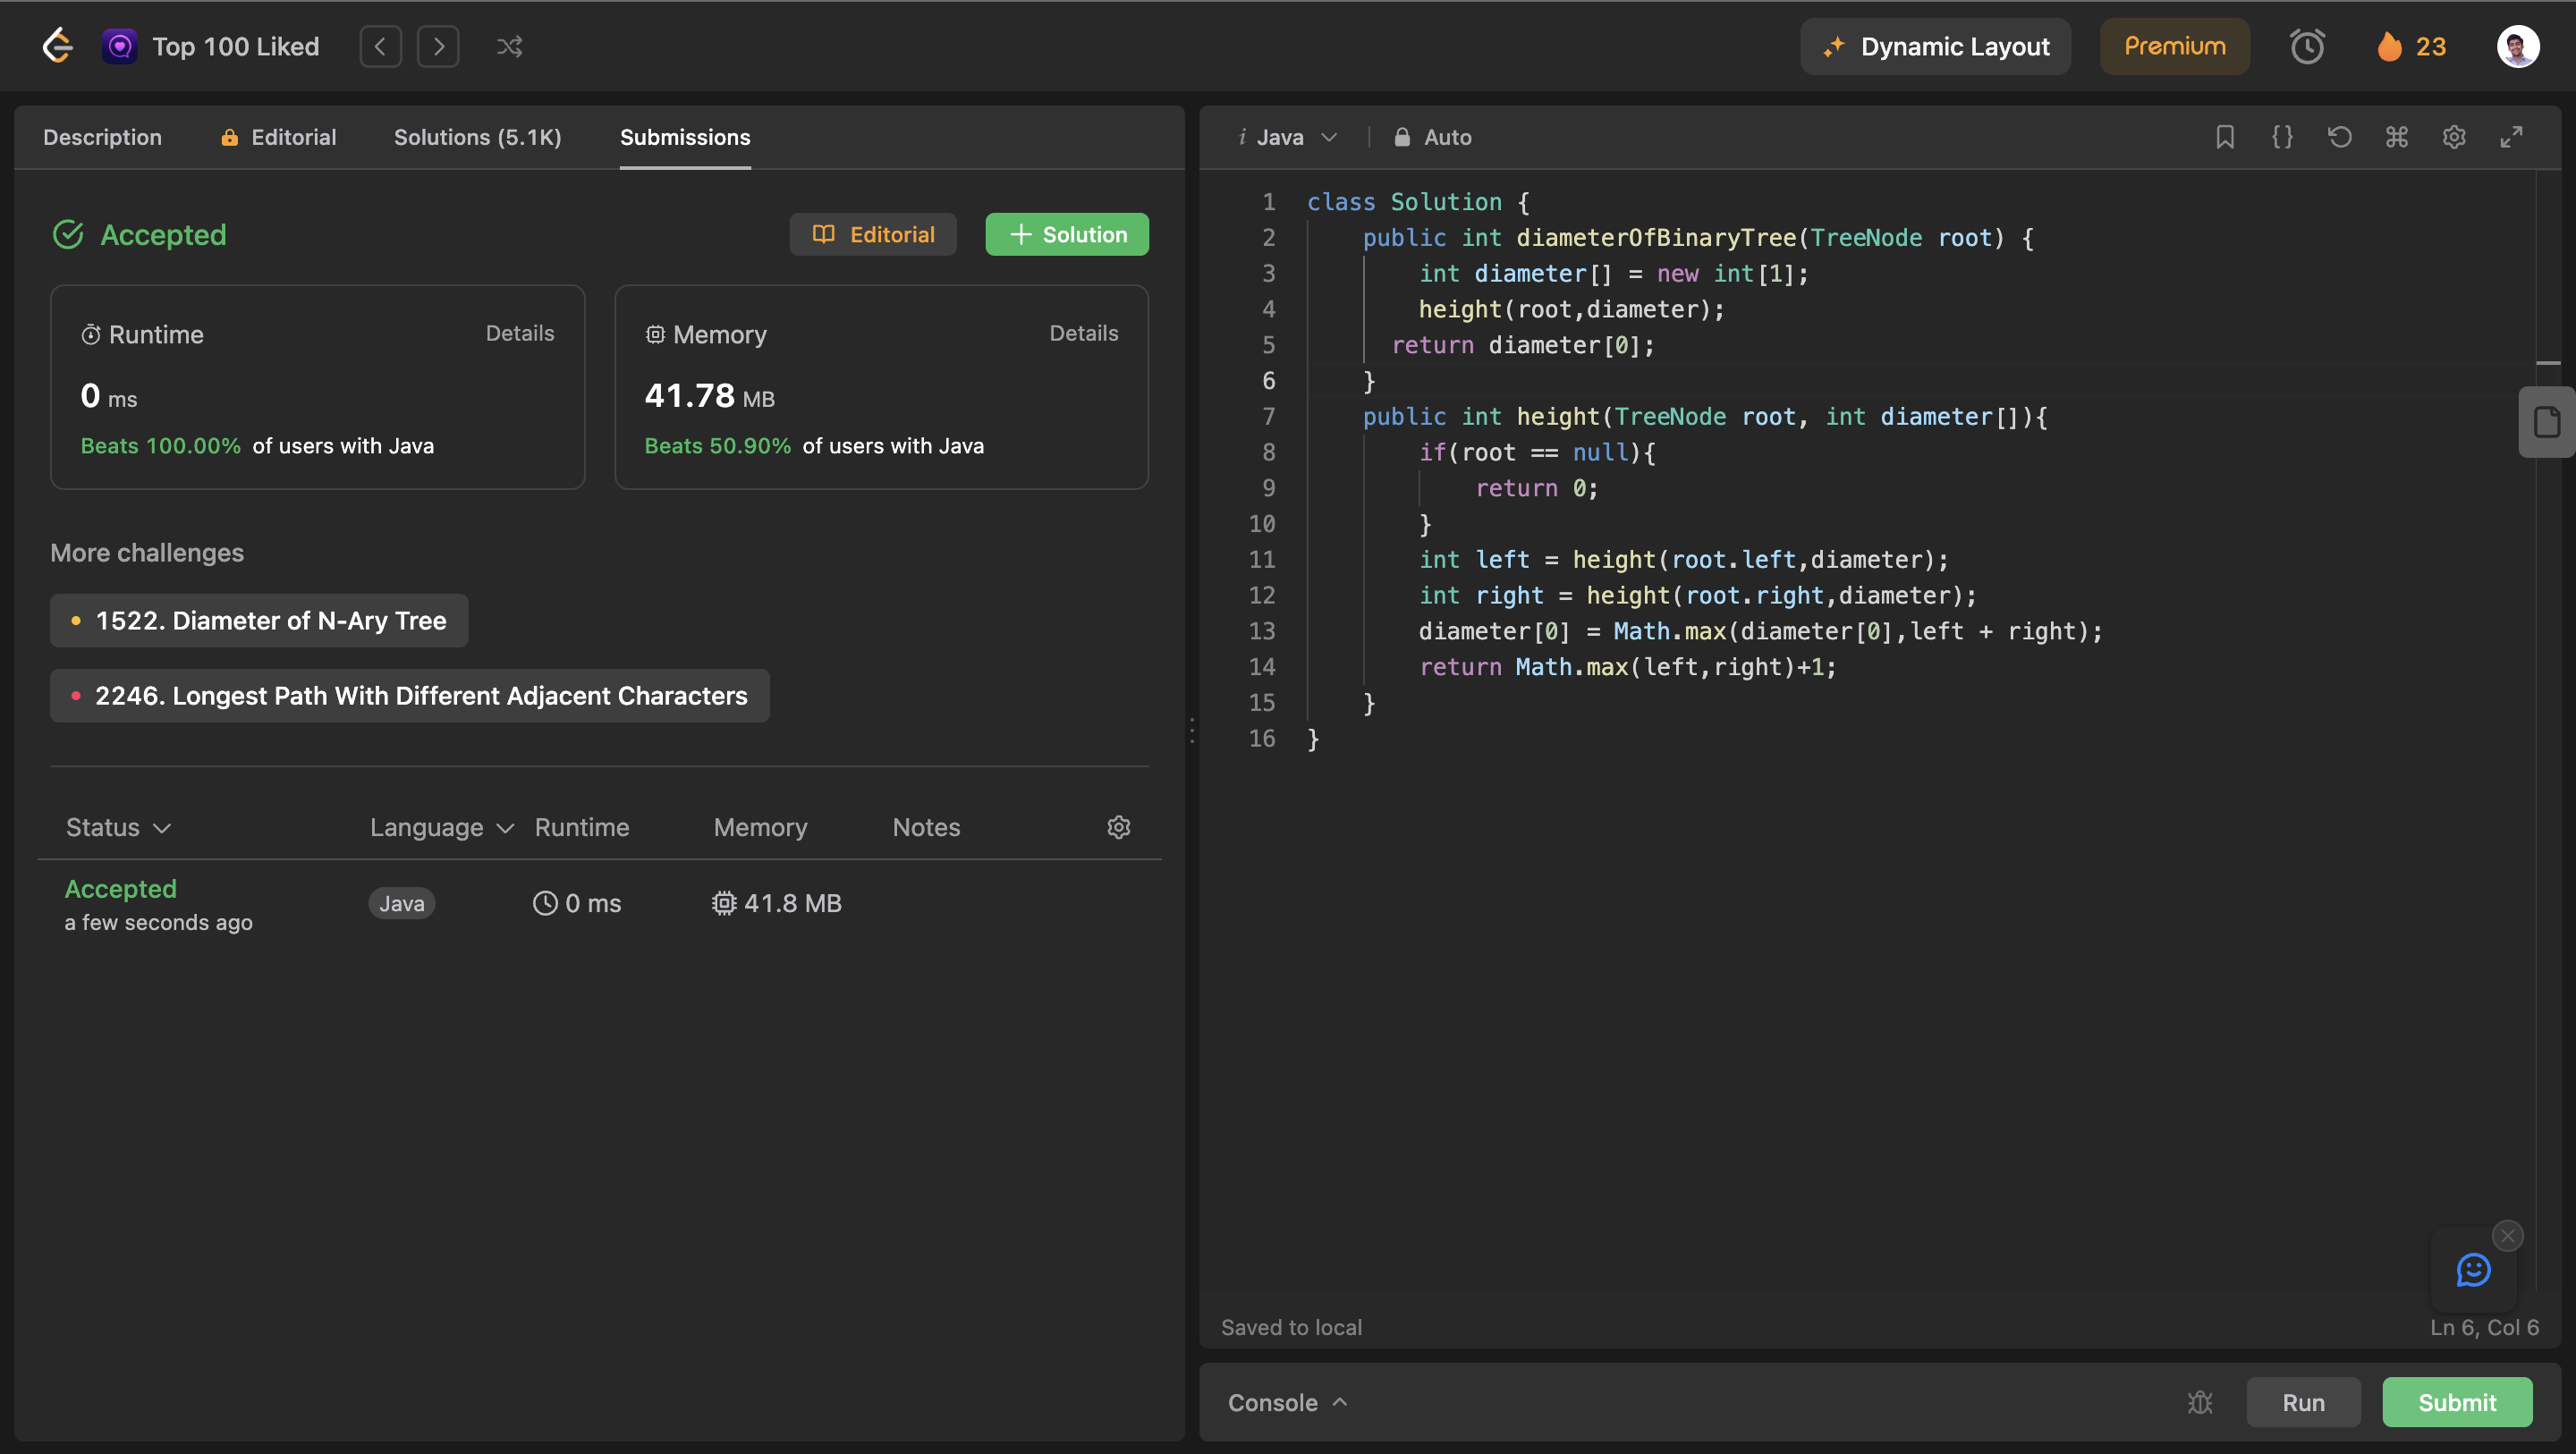 Top 100 Liked
Dynamic Layout
Premium
23
Description
Editorial
Solutions (5.1K)
Submissions
Accepted
Editorial
Solution
Runtime
Details
0 ms
Beats 100.00% of users with Java
Memory
Details
41.78 MB
Beats 50.90% of users with Java
More challenges
1522. Diameter of N-Ary Tree
2246. Longest Path With Different Adjacent Characters
Status
Language
Runtime
Memory
Notes
Accepted
a few seconds ago
Java
0 ms
41.8 MB
i Java
Auto
1 class Solution {
2     public int diameterOfBinaryTree(TreeNode root) {
3         int diameter[] = new int[1];
4         height(root,diameter);
5       return diameter[0];
6     }
7     public int height(TreeNode root, int diameter[]){
8         if(root == null){
9             return 0;
10         }
11         int left = height(root.left,diameter);
12         int right = height(root.right,diameter);
13         diameter[0] = Math.max(diameter[0],left + right);
14         return Math.max(left,right)+1;
15     }
16 }
Saved to local
Ln 6, Col 6
Console
Run
Submit